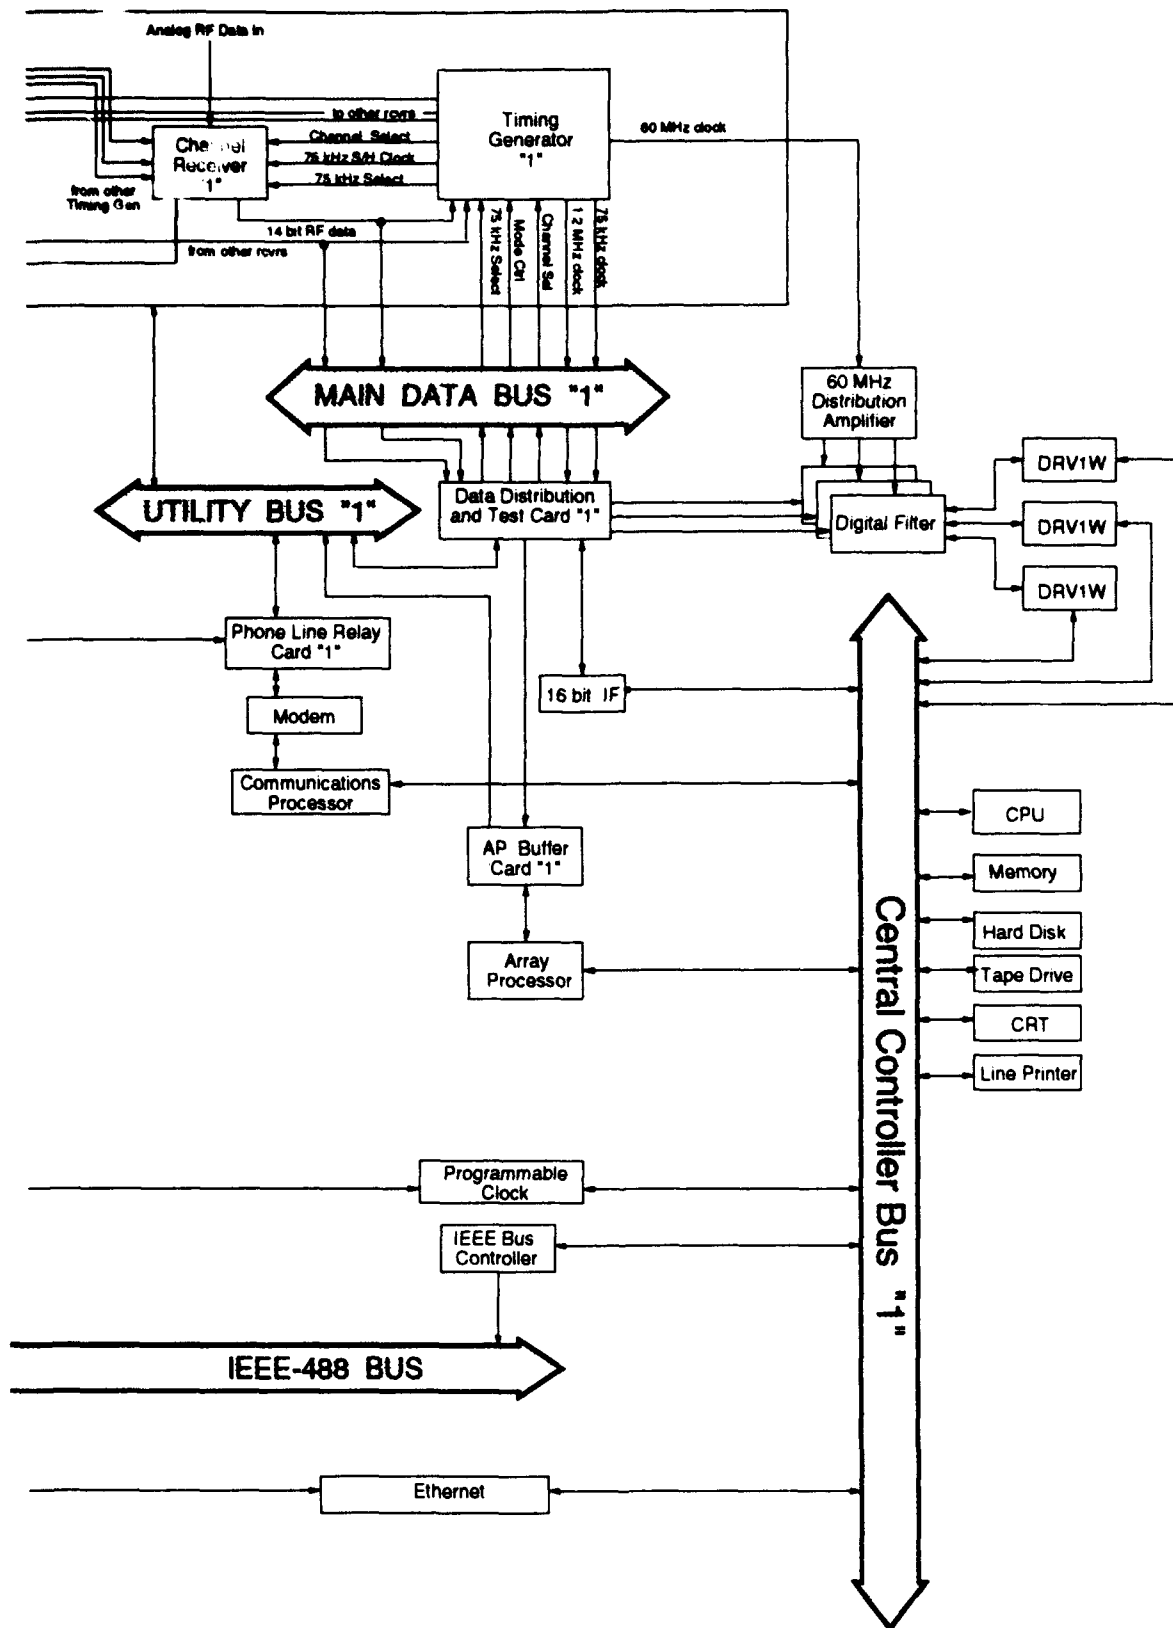 Analog RF Data In
to other rcvrs
Timing
Generator
"1"
60 MHz clock
Channel Select
Receiver
"1"
75 kHz S/H Clock
75 kHz Select
from other
Timing Gen
14 bit RF data
from other rcvrs
75 kHz Select
Mode Ctrl
Channel Sel
1 2 MHz clock
75 kHz clock
MAIN DATA BUS "1"
60 MHz
Distribution
Amplifier
DRV1W
UTILITY BUS "1"
Data Distribution
and Test Card "1"
Digital Filter
DRV1W
DRV1W
Phone Line Relay
Card "1"
16 bit I/F
Modem
Communications
Processor
CPU
AP Buffer
Card "1"
Memory
Central Controller Bus "1"
Hard Disk
Array
Processor
Tape Drive
CRT
Line Printer
Programmable
Clock
IEEE Bus
Controller
IEEE-488 BUS
Ethernet